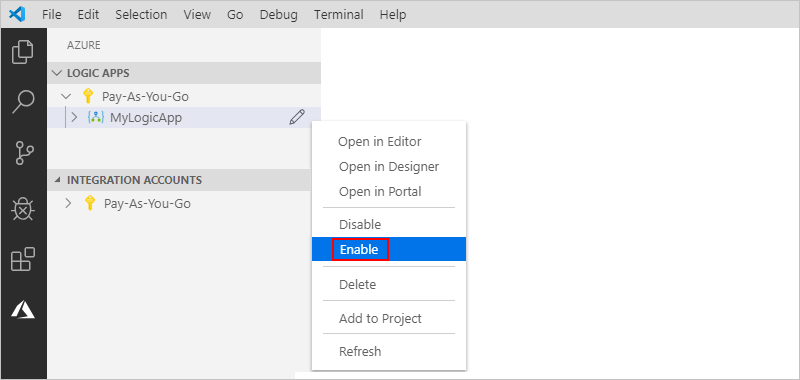 File Edit Selection View Go Debug Terminal Help
AZURE
LOGIC APPS
Pay-As-You-Go
MyLogicApp
Open in Editor
Open in Designer
Open in Portal
Disable
Enable
Delete
Add to Project
Refresh
INTEGRATION ACCOUNTS
Pay-As-You-Go